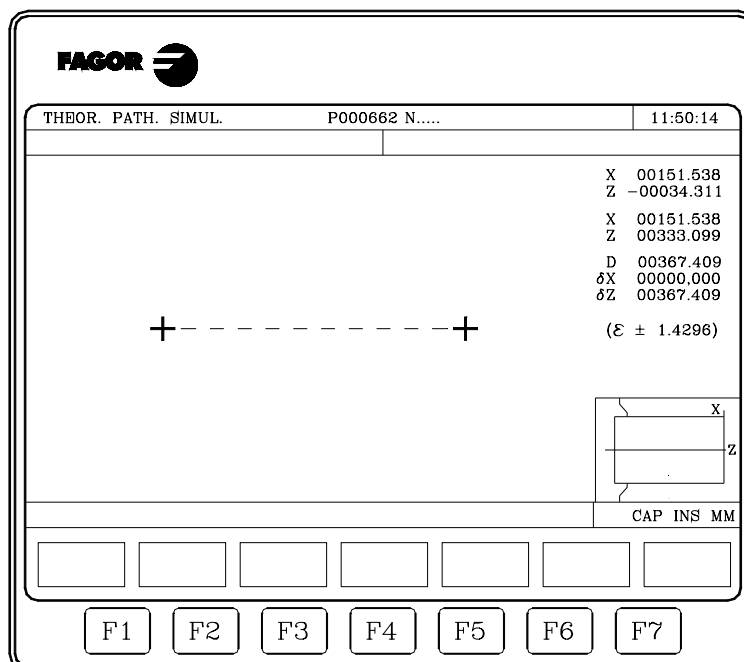 FAGOR
THEOR. PATH. SIMUL. P000662 N..... 11:50:14
X 00151.538
Z -00034.311
X 00151.538
Z 00333.099
D 00367.409
δX 00000,000
δZ 00367.409
(Ɛ ± 1.4296)
X
Z
CAP INS MM
F1 F2 F3 F4 F5 F6 F7